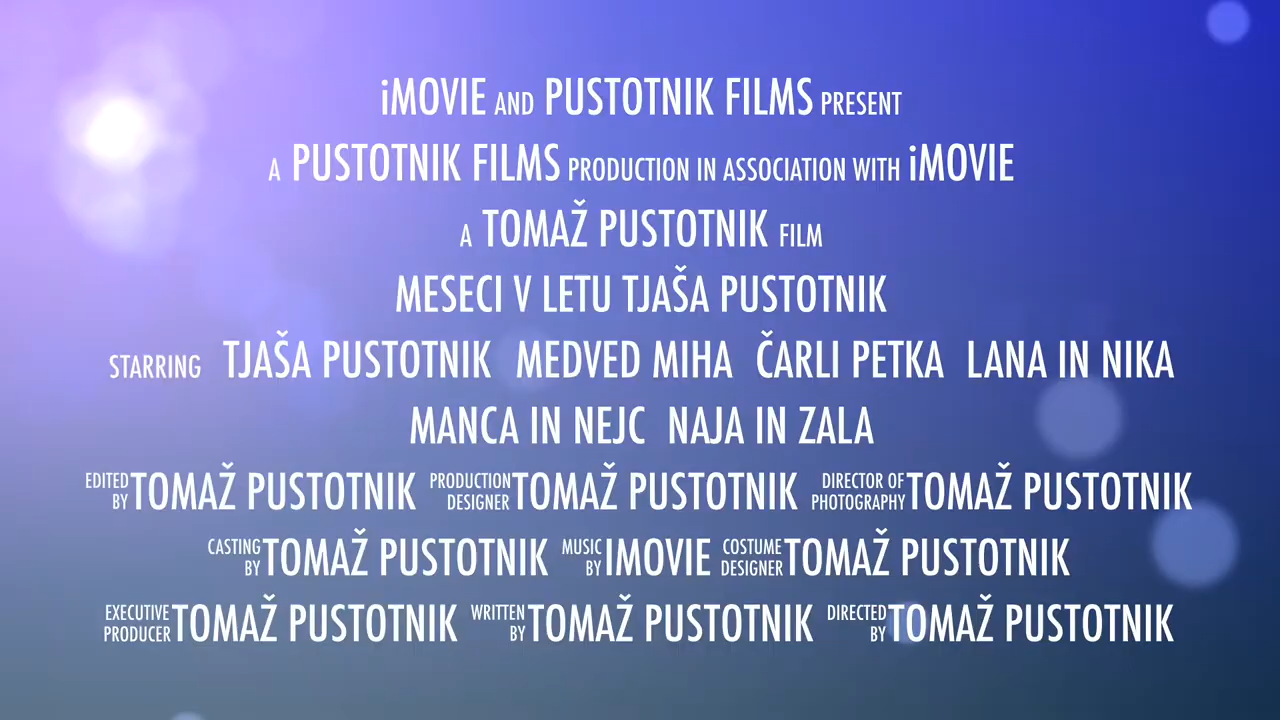 iMOVIE AND PUSTOTNIK FILMS PRESENT
A PUSTOTNIK FILMS PRODUCTION IN ASSOCIATION WITH iMOVIE
A TOMAŽ PUSTOTNIK FILM
MESECI V LETU TJAŠA PUSTOTNIK
STARRING TJAŠA PUSTOTNIK MEDVED MIHA ČARLI PETKA LANA IN NIKA
MANCA IN NEJC NAJA IN ZALA
EDITED BY TOMAŽ PUSTOTNIK PRODUCTION DESIGNER TOMAŽ PUSTOTNIK DIRECTOR OF PHOTOGRAPHY TOMAŽ PUSTOTNIK
CASTING BY TOMAŽ PUSTOTNIK MUSIC BY IMOVIE COSTUME DESIGNER TOMAŽ PUSTOTNIK
EXECUTIVE PRODUCER TOMAŽ PUSTOTNIK WRITTEN BY TOMAŽ PUSTOTNIK DIRECTED BY TOMAŽ PUSTOTNIK